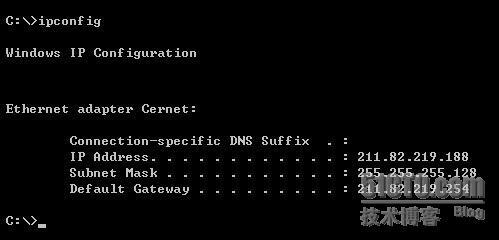 C:\>ipconfig
Windows IP Configuration
Ethernet adapter Cernet:
Connection-specific DNS Suffix . :
IP Address. . . . . . . . . . . . : 211.82.219.188
Subnet Mask . . . . . . . . . . . : 255.255.255.128
Default Gateway . . . . . . . . . : 211.82.219.254
51CTO.com
技术博客 Blog
C:\>_